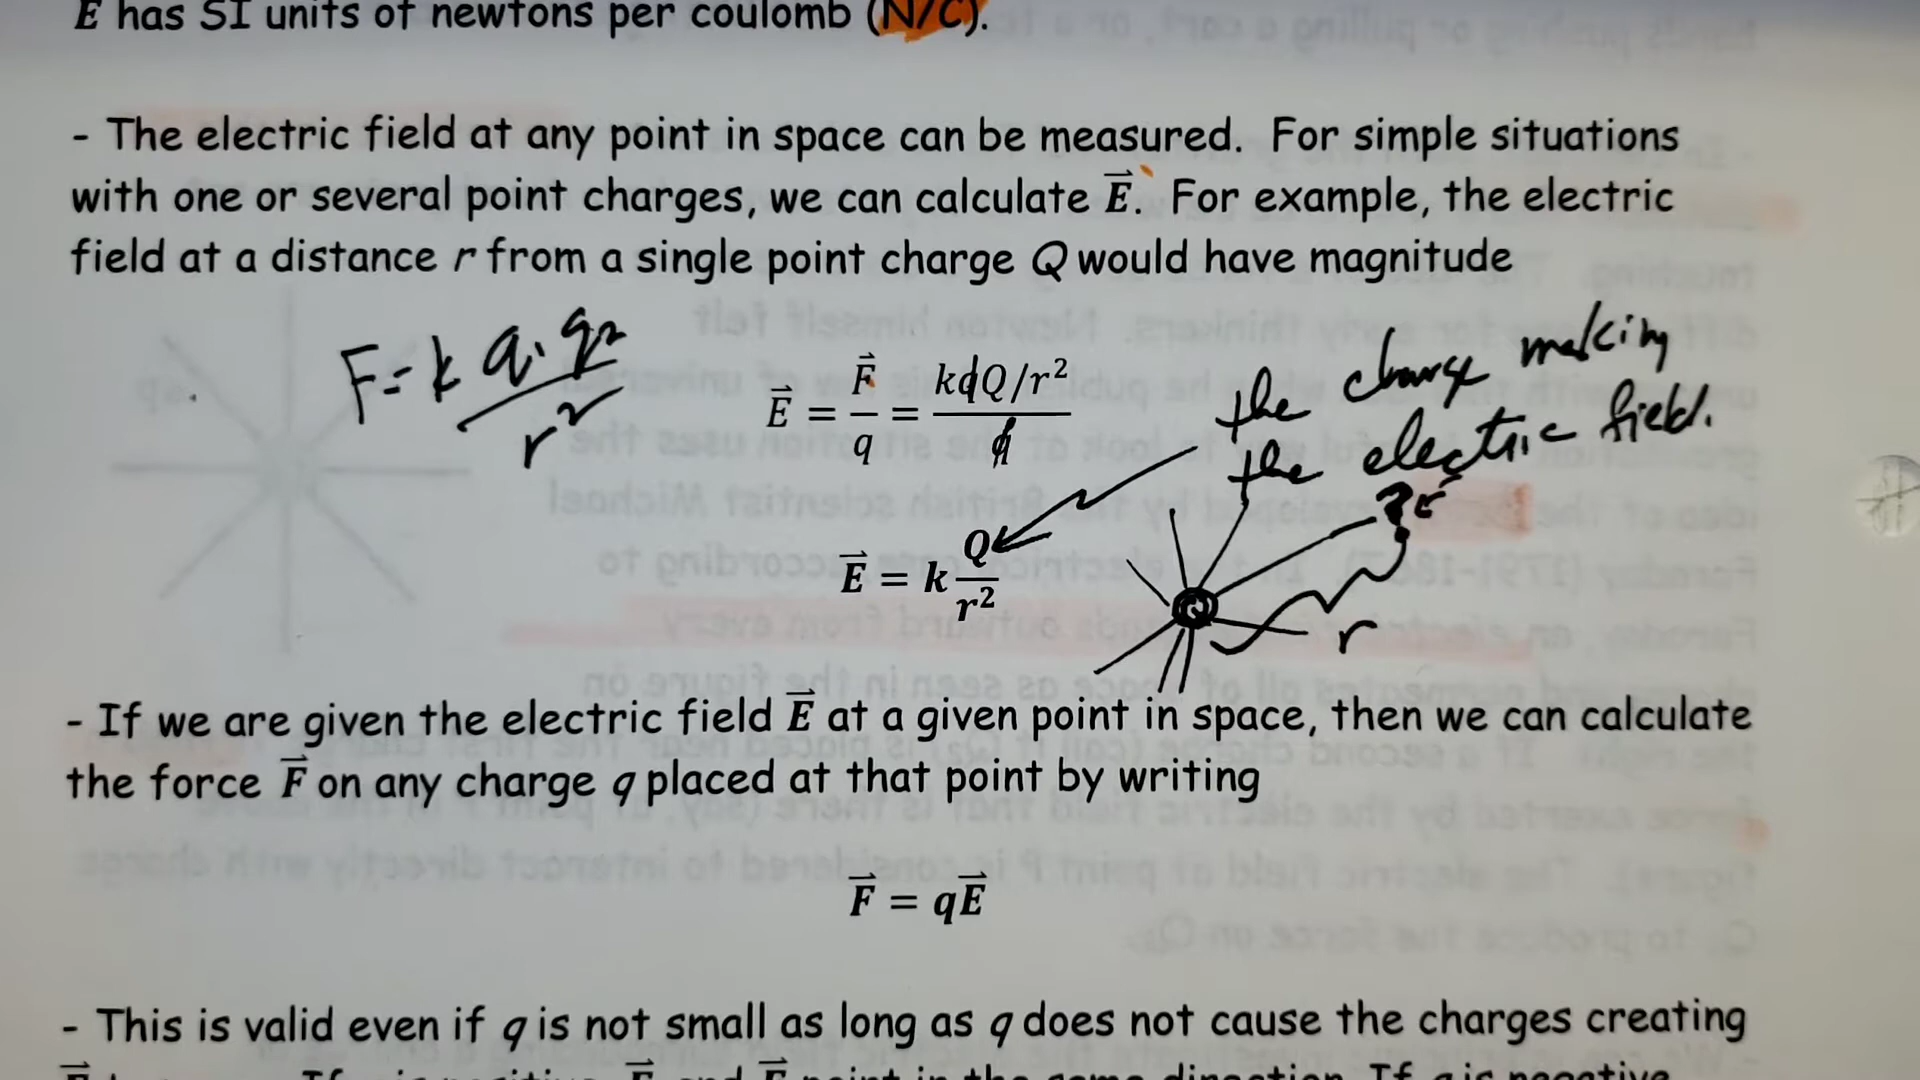 E has SI units of newtons per coulomb (N/C).
- The electric field at any point in space can be measured. For simple situations
with one or several point charges, we can calculate E⃗. For example, the electric
field at a distance r from a single point charge Q would have magnitude
F = k q₁ q₂ / r²
E⃗ = F⃗/q = kqQ/r² / q
the charge making
the electric field.
E⃗ = k Q/r²
Q
r
- If we are given the electric field E⃗ at a given point in space, then we can calculate
the force F⃗ on any charge q placed at that point by writing
F⃗ = qE⃗
- This is valid even if q is not small as long as q does not cause the charges creating